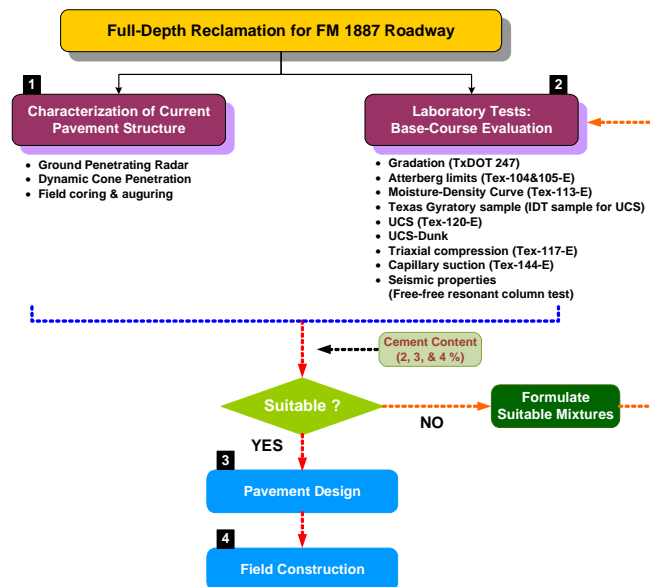 Full-Depth Reclamation for FM 1887 Roadway
1
Characterization of Current
Pavement Structure
• Ground Penetrating Radar
• Dynamic Cone Penetration
• Field coring & auguring
2
Laboratory Tests:
Base-Course Evaluation
• Gradation (TxDOT 247)
• Atterberg limits (Tex-104&105-E)
• Moisture-Density Curve (Tex-113-E)
• Texas Gyratory sample (IDT sample for UCS)
• UCS (Tex-120-E)
• UCS-Dunk
• Triaxial compression (Tex-117-E)
• Capillary suction (Tex-144-E)
• Seismic properties
(Free-free resonant column test)
Cement Content
(2, 3, & 4 %)
Suitable ?
NO
Formulate
Suitable Mixtures
YES
3
Pavement Design
4
Field Construction